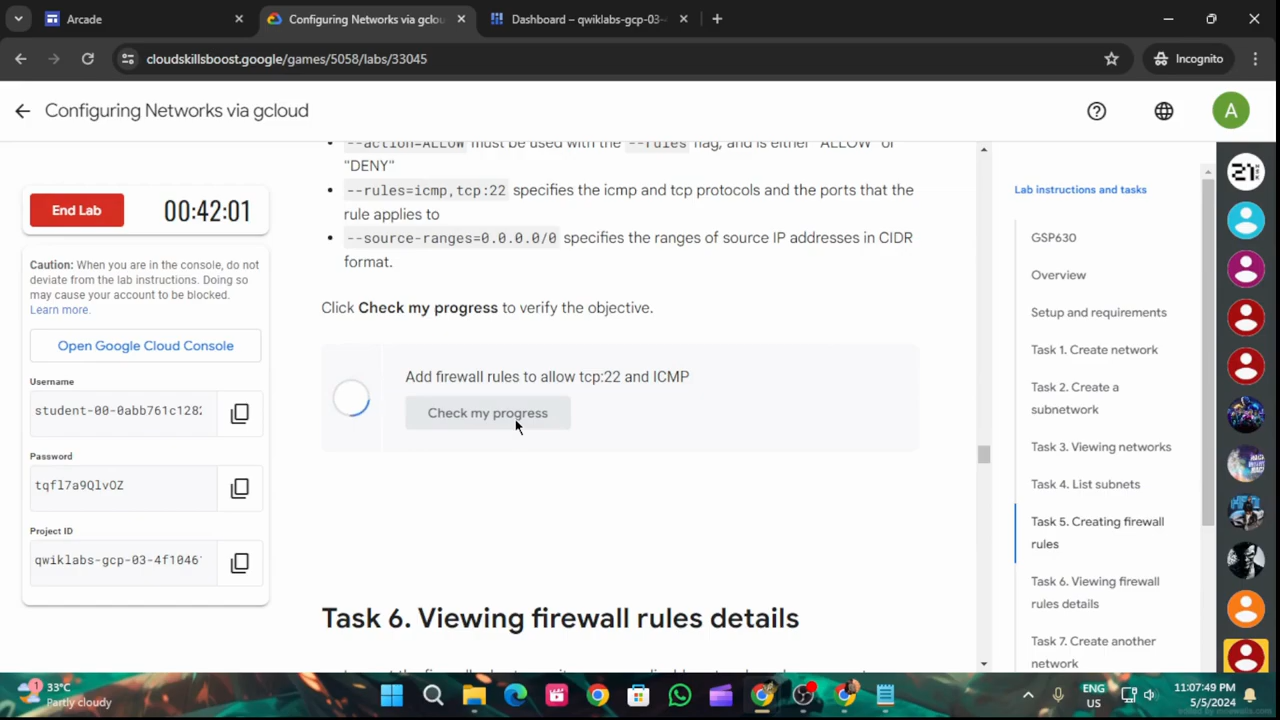 Arcade
Configuring Networks via gclou
Dashboard – qwiklabs-gcp-03-
cloudskillsboost.google/games/5058/labs/33045
Incognito
Configuring Networks via gcloud
A
End Lab
00:42:01
Caution: When you are in the console, do not
deviate from the lab instructions. Doing so
may cause your account to be blocked.
Learn more.
Open Google Cloud Console
Username
student-00-0abb761c128
Password
tqfl7a9QlvOZ
Project ID
qwiklabs-gcp-03-4f1046
--action=ALLOW must be used with the --rules flag, and is either "ALLOW" or
"DENY"
--rules=icmp,tcp:22 specifies the icmp and tcp protocols and the ports that the
rule applies to
--source-ranges=0.0.0.0/0 specifies the ranges of source IP addresses in CIDR
format.
Click Check my progress to verify the objective.
Add firewall rules to allow tcp:22 and ICMP
Check my progress
Task 6. Viewing firewall rules details
Lab instructions and tasks
GSP630
Overview
Setup and requirements
Task 1. Create network
Task 2. Create a
subnetwork
Task 3. Viewing networks
Task 4. List subnets
Task 5. Creating firewall
rules
Task 6. Viewing firewall
rules details
Task 7. Create another
network
1
33°C
Partly cloudy
ENG
US
11:07:49 PM
5/5/2024